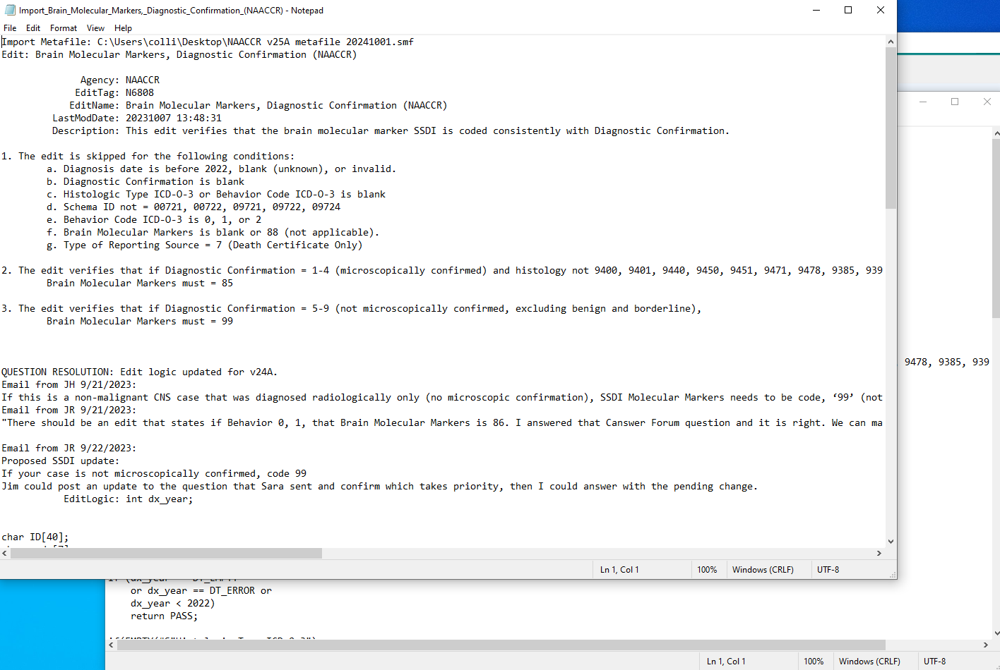 Import_Brain_Molecular_Markers,_Diagnostic_Confirmation_(NAACCR) - Notepad
File Edit Format View Help
Import Metafile: C:\Users\colli\Desktop\NAACCR v25A metafile 20241001.smf
Edit: Brain Molecular Markers, Diagnostic Confirmation (NAACCR)
Agency: NAACCR
EditTag: N6808
EditName: Brain Molecular Markers, Diagnostic Confirmation (NAACCR)
LastModDate: 20231007 13:48:31
Description: This edit verifies that the brain molecular marker SSDI is coded consistently with Diagnostic Confirmation.
1. The edit is skipped for the following conditions:
a. Diagnosis date is before 2022, blank (unknown), or invalid.
b. Diagnostic Confirmation is blank
c. Histologic Type ICD-O-3 or Behavior Code ICD-O-3 is blank
d. Schema ID not = 00721, 00722, 09721, 09722, 09724
e. Behavior Code ICD-O-3 is 0, 1, or 2
f. Brain Molecular Markers is blank or 88 (not applicable).
g. Type of Reporting Source = 7 (Death Certificate Only)
2. The edit verifies that if Diagnostic Confirmation = 1-4 (microscopically confirmed) and histology not 9400, 9401, 9440, 9450, 9451, 9471, 9478, 9385, 939
Brain Molecular Markers must = 85
3. The edit verifies that if Diagnostic Confirmation = 5-9 (not microscopically confirmed, excluding benign and borderline),
Brain Molecular Markers must = 99
QUESTION RESOLUTION: Edit logic updated for v24A.
Email from JH 9/21/2023:
If this is a non-malignant CNS case that was diagnosed radiologically only (no microscopic confirmation), SSDI Molecular Markers needs to be code, ‘99’ (not
Email from JR 9/21/2023:
"There should be an edit that states if Behavior 0, 1, that Brain Molecular Markers is 86. I answered that Canswer Forum question and it is right. We can ma
Email from JR 9/22/2023:
Proposed SSDI update:
If your case is not microscopically confirmed, code 99
Jim could post an update to the question that Sara sent and confirm which takes priority, then I could answer with the pending change.
EditLogic: int dx_year;
char ID[40];
Ln 1, Col 1 100% Windows (CRLF) UTF-8
9478, 9385, 939
or dx_year == DT_ERROR or
dx_year < 2022)
return PASS;
Ln 1, Col 1 100% Windows (CRLF) UTF-8